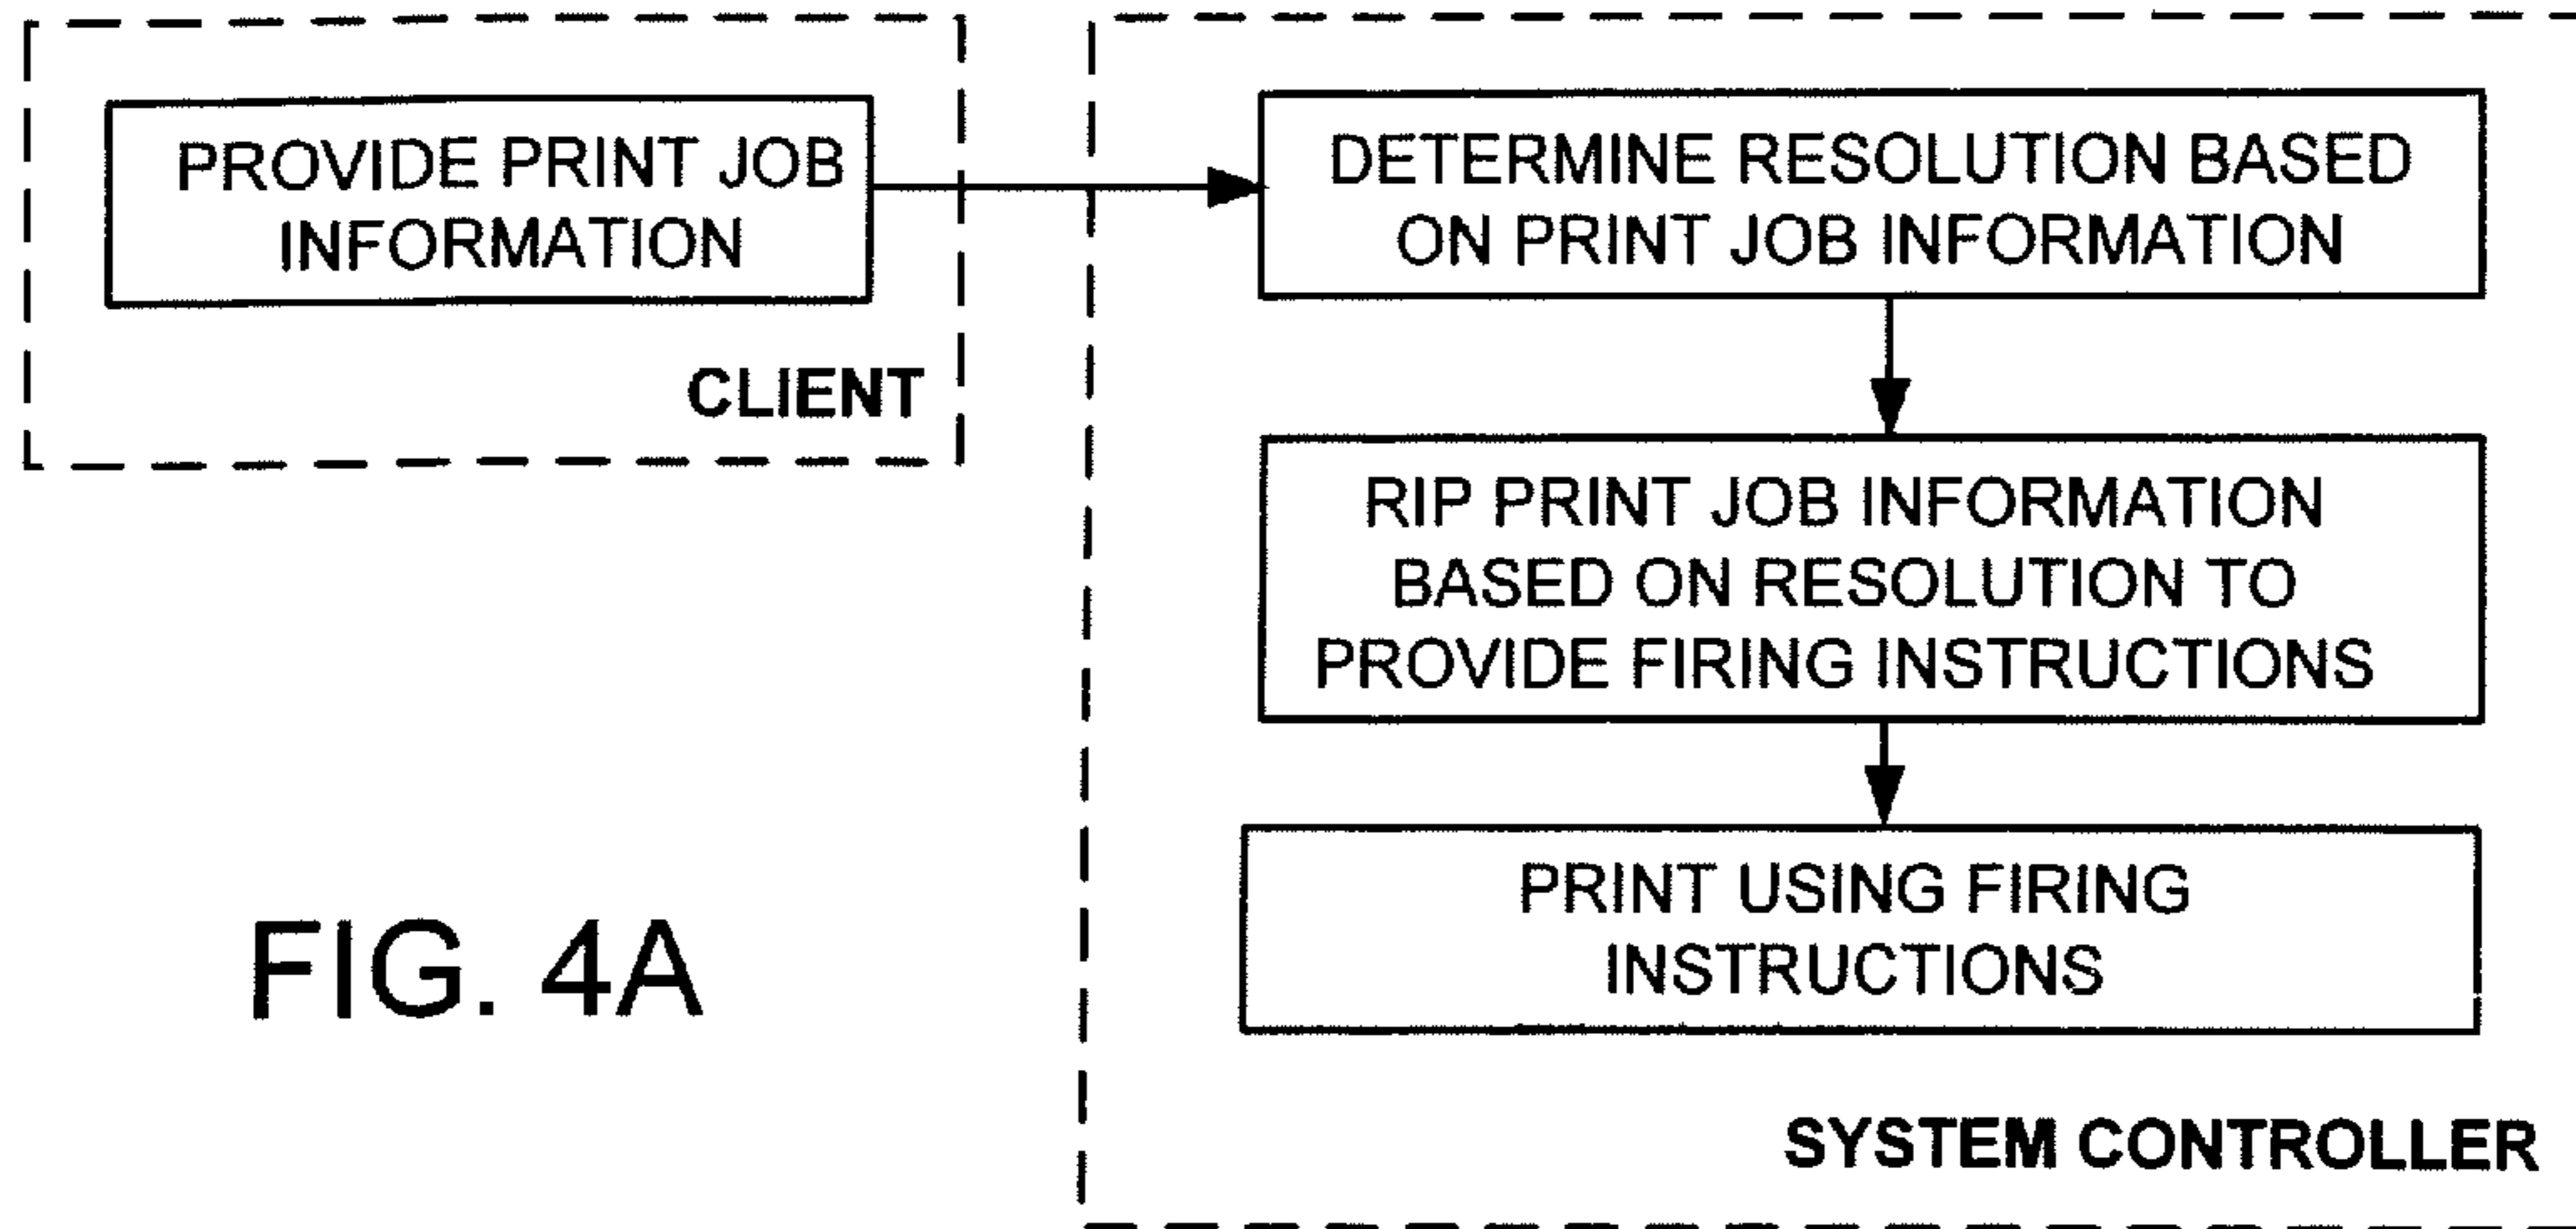 PROVIDE PRINT JOB
INFORMATION
CLIENT
DETERMINE RESOLUTION BASED
ON PRINT JOB INFORMATION
RIP PRINT JOB INFORMATION
BASED ON RESOLUTION TO
PROVIDE FIRING INSTRUCTIONS
PRINT USING FIRING
INSTRUCTIONS
SYSTEM CONTROLLER
FIG. 4A